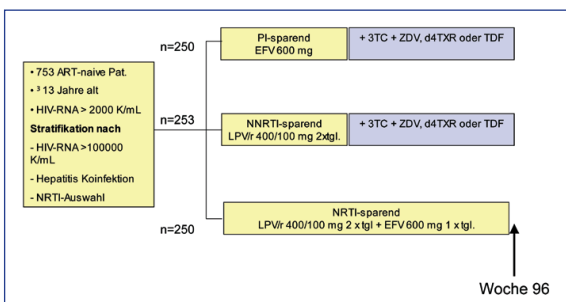 n=250
PI-sparend
EFV 600 mg
+ 3TC + ZDV, d4TXR oder TDF
• 753 ART-naive Pat.
• ³ 13 Jahre alt
• HIV-RNA > 2000 K/mL
Stratifikation nach
- HIV-RNA >100000
K/mL
- Hepatitis Koinfektion
- NRTI-Auswahl
n=253
NNRTI-sparend
LPV/r 400/100 mg 2xtgl.
+ 3TC + ZDV, d4TXR oder TDF
n=250
NRTI-sparend
LPV/r 400/100 mg 2 x tgl + EFV 600 mg 1 x tgl.
Woche 96